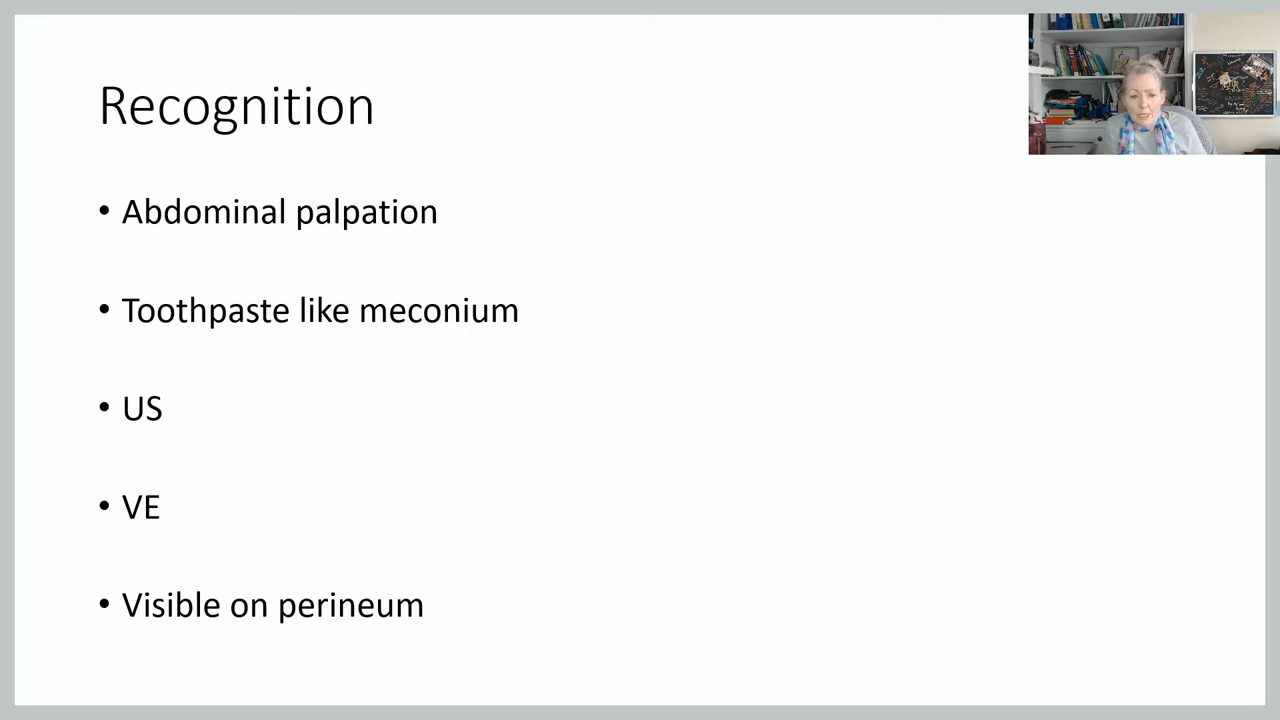 Recognition
• Abdominal palpation
• Toothpaste like meconium
• US
• VE
• Visible on perineum